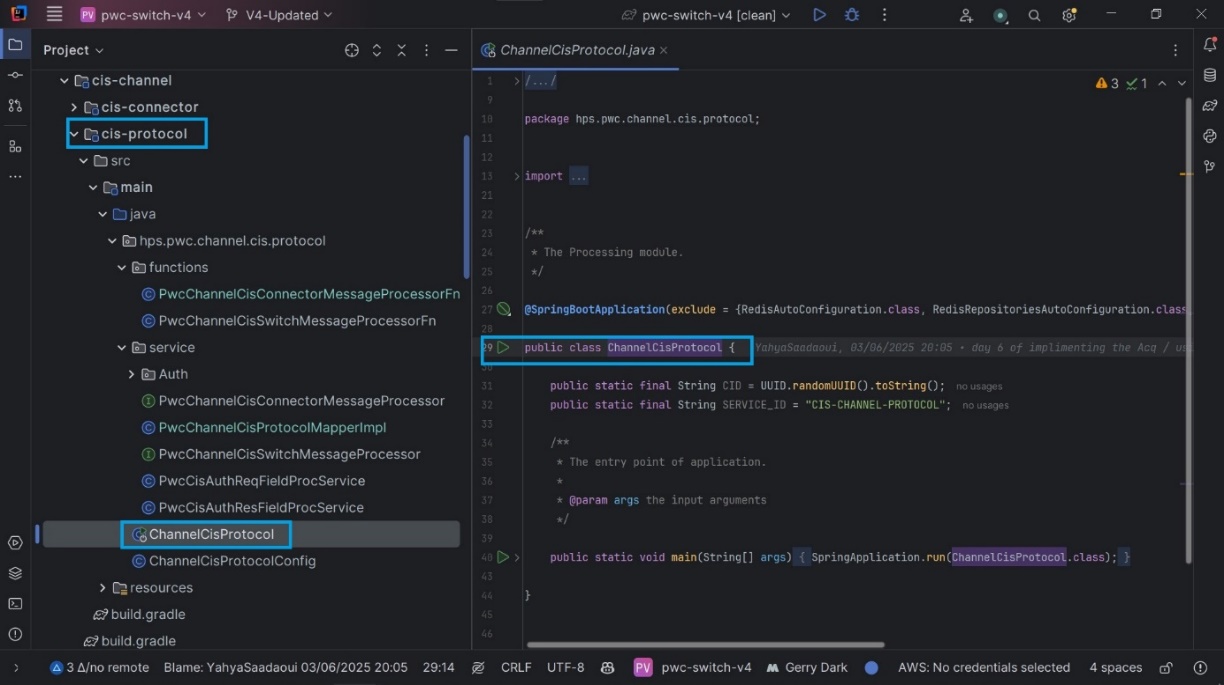 PV pwc-switch-v4 V4-Updated pwc-switch-v4 [clean]
Project
cis-channel
cis-connector
cis-protocol
src
main
java
hps.pwc.channel.cis.protocol
functions
PwcChannelCisConnectorMessageProcessorFn
PwcChannelCisSwitchMessageProcessorFn
service
Auth
PwcChannelCisConnectorMessageProcessor
PwcChannelCisProtocolMapperImpl
PwcChannelCisSwitchMessageProcessor
PwcCisAuthReqFieldProcService
PwcCisAuthResFieldProcService
ChannelCisProtocol
ChannelCisProtocolConfig
resources
build.gradle
build.gradle
ChannelCisProtocol.java
3 1
1 /.../
9
10 package hps.pwc.channel.cis.protocol;
11
12
13 import ...
21
22
23 /**
24 * The Processing module.
25 */
26
27 @SpringBootApplication(exclude = {RedisAutoConfiguration.class, RedisRepositoriesAutoConfiguration.class
28
29 public class ChannelCisProtocol { YahyaSaadaoui, 03/06/2025 20:05 • day 6 of implimenting the Acq / us
30
31 public static final String CID = UUID.randomUUID().toString(); no usages
32 public static final String SERVICE_ID = "CIS-CHANNEL-PROTOCOL"; no usages
33
34 /**
35 * The entry point of application.
36 *
37 * @param args the input arguments
38 */
39
40 public static void main(String[] args) { SpringApplication.run(ChannelCisProtocol.class); }
43
44 }
45
46
3 Δ/no remote Blame: YahyaSaadaoui 03/06/2025 20:05 29:14 CRLF UTF-8 PV pwc-switch-v4 Gerry Dark AWS: No credentials selected 4 spaces